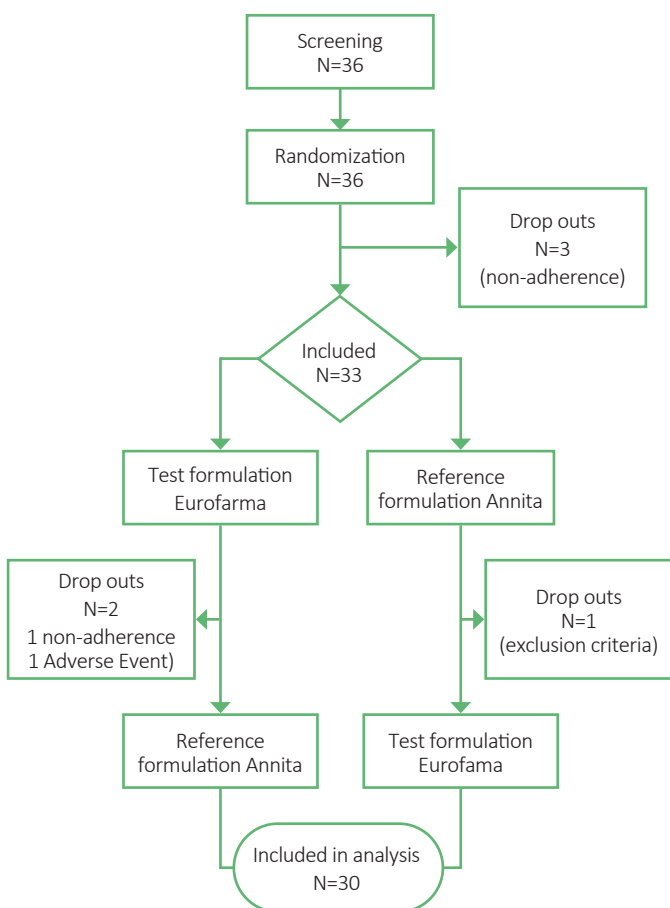 Screening
N=36
Randomization
N=36
Drop outs
N=3
(non-adherence)
Included
N=33
Test formulation
Eurofarma
Reference
formulation Annita
Drop outs
N=2
1 non-adherence
1 Adverse Event)
Drop outs
N=1
(exclusion criteria)
Reference
formulation Annita
Test formulation
Eurofama
Included in analysis
N=30